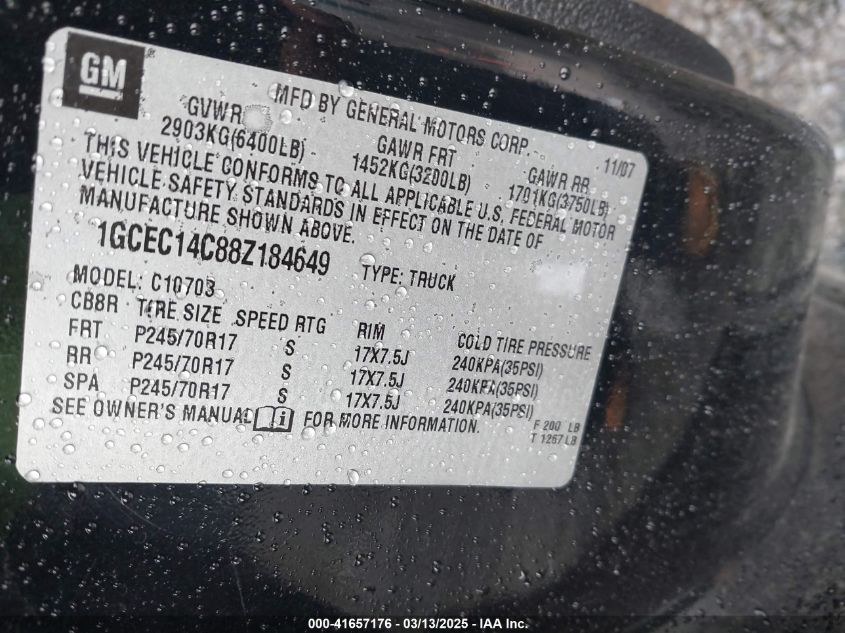 GM
MFD BY GENERAL MOTORS CORP. 11/07
GVWR GAWR FRT GAWR RR
2903KG(6400LB) 1452KG(3200LB) 1701KG(3750LB)
THIS VEHICLE CONFORMS TO ALL APPLICABLE U.S. FEDERAL MOTOR
VEHICLE SAFETY STANDARDS IN EFFECT ON THE DATE OF
MANUFACTURE SHOWN ABOVE.
1GCEC14C88Z184649 TYPE: TRUCK
MODEL: C10703
CB8R TIRE SIZE SPEED RTG RIM COLD TIRE PRESSURE
FRT P245/70R17 S 17X7.5J 240KPA(35PSI)
RR P245/70R17 S 17X7.5J 240KPA(35PSI)
SPA P245/70R17 S 17X7.5J 240KPA(35PSI)
SEE OWNER'S MANUAL i FOR MORE INFORMATION.
F 200 LB
T 1267 LB
000-41657176 - 03/13/2025 - IAA Inc.